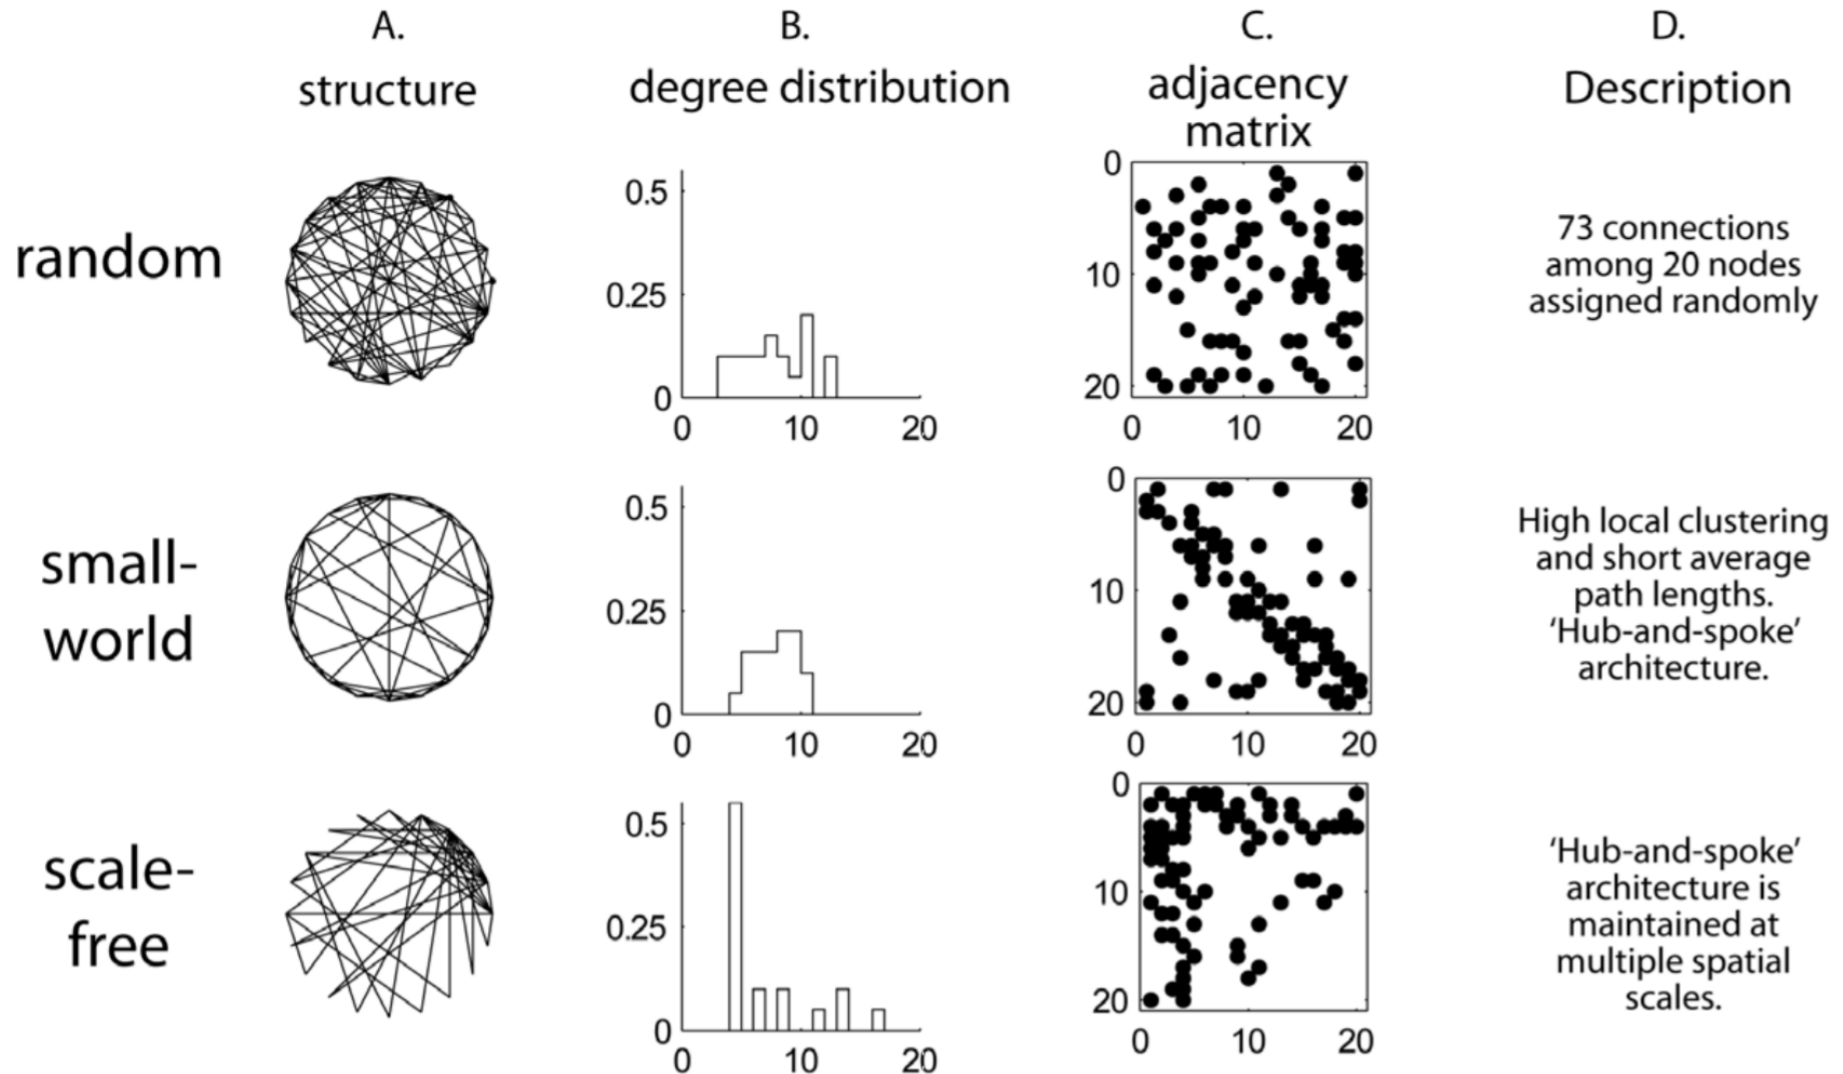 A.
B.
C.
D.
structure
degree distribution
adjacency
matrix
Description
random
0.5
0.25
0
0 10 20
0
10
20
0 10 20
73 connections
among 20 nodes
assigned randomly
small-
world
0.5
0.25
0
0 10 20
0
10
20
0 10 20
High local clustering
and short average
path lengths.
‘Hub-and-spoke’
architecture.
scale-
free
0.5
0.25
0
0 10 20
0
10
20
0 10 20
‘Hub-and-spoke’
architecture is
maintained at
multiple spatial
scales.